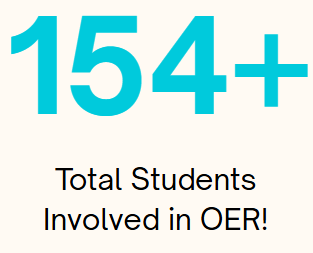 154+
Total Students
Involved in OER!